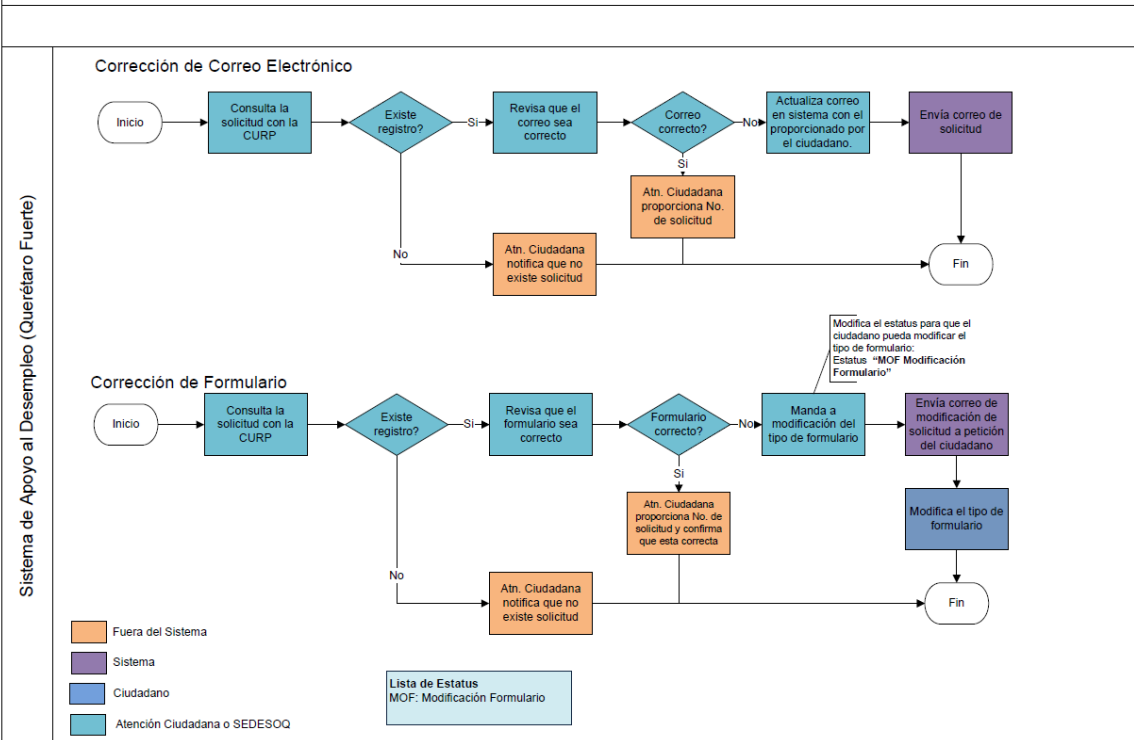 Sistema de Apoyo al Desempleo (Querétaro Fuerte)
Corrección de Correo Electrónico
Inicio
Consulta la
solicitud con la
CURP
Existe
registro?
Si
Revisa que el
correo sea
correcto
Correo
correcto?
No
Actualiza correo
en sistema con el
proporcionado por
el ciudadano.
Envía correo de
solicitud
Si
Atn. Ciudadana
proporciona No.
de solicitud
No
Atn. Ciudadana
notifica que no
existe solicitud
Fin
Modifica el estatus para que el
ciudadano pueda modificar el
tipo de formulario:
Estatus “MOF Modificación
Formulario”
Corrección de Formulario
Inicio
Consulta la
solicitud con la
CURP
Existe
registro?
Si
Revisa que el
formulario sea
correcto
Formulario
correcto?
No
Manda a
modificación del
tipo de formulario
Envía correo de
modificación de
solicitud a petición
del ciudadano
Si
Atn. Ciudadana
proporciona No. de
solicitud y confirma
que esta correcta
Modifica el tipo de
formulario
No
Atn. Ciudadana
notifica que no
existe solicitud
Fin
Fuera del Sistema
Sistema
Ciudadano
Atención Ciudadana o SEDESOQ
Lista de Estatus
MOF: Modificación Formulario